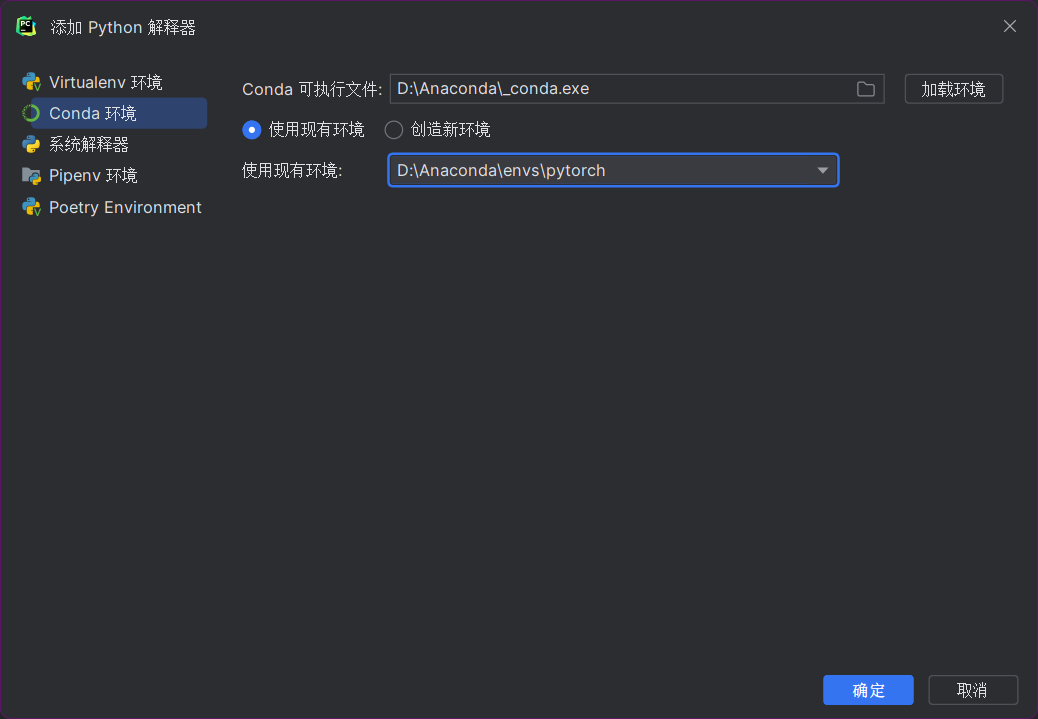 添加 Python 解释器
Virtualenv 环境
Conda 环境
系统解释器
Pipenv 环境
Poetry Environment
Conda 可执行文件: D:\Anaconda\_conda.exe 加载环境
使用现有环境 创造新环境
使用现有环境: D:\Anaconda\envs\pytorch
确定 取消